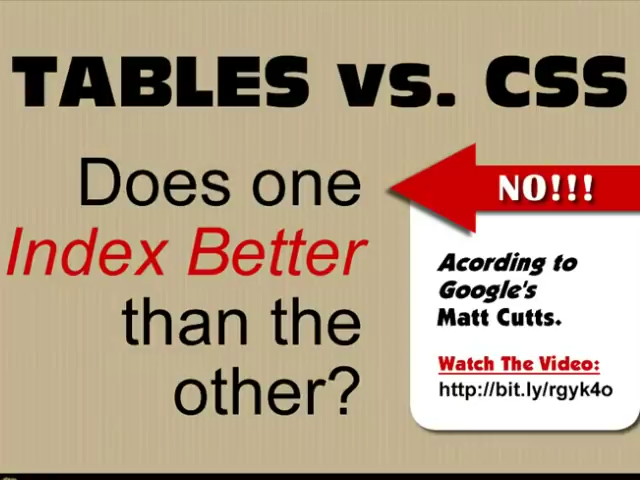 TABLES vs. CSS
Does one
Index Better
than the
other?
NO!!!
Acording to
Google's
Matt Cutts.
Watch The Video:
http://bit.ly/rgyk4o